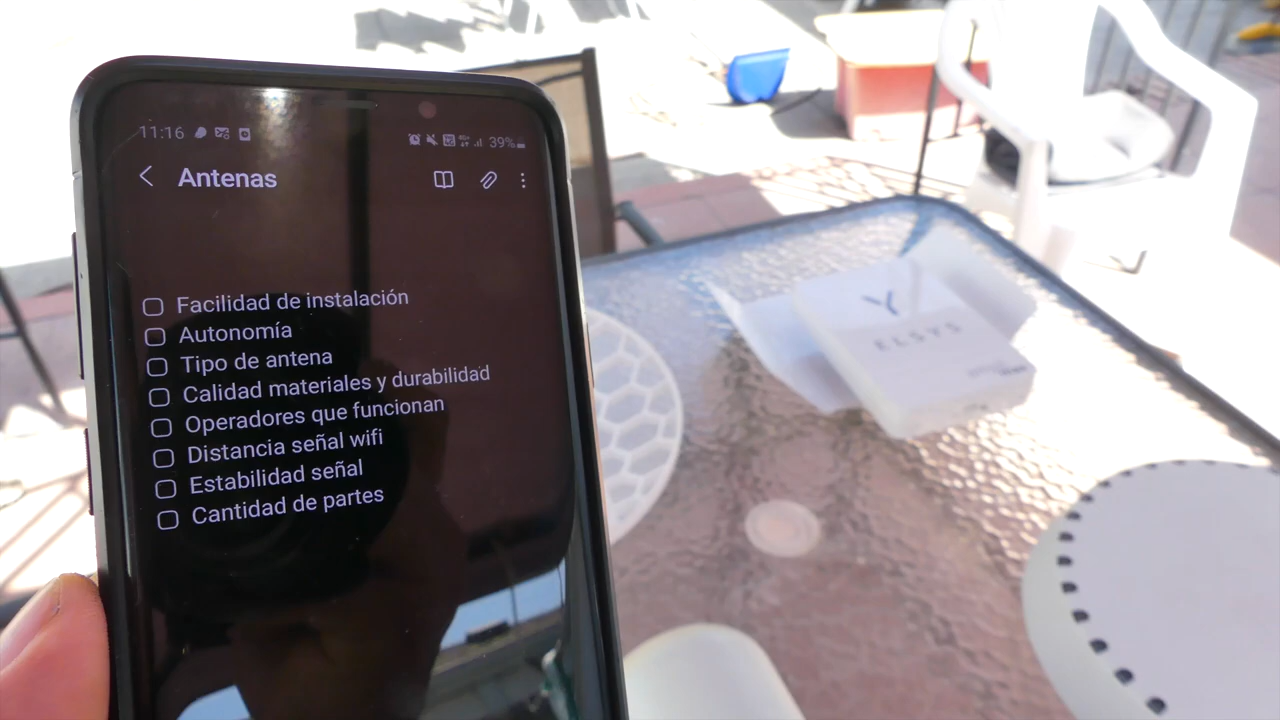 11:16
39%
Antenas
Facilidad de instalación
Autonomía
Tipo de antena
Calidad materiales y durabilidad
Operadores que funcionan
Distancia señal wifi
Estabilidad señal
Cantidad de partes
ELSYS